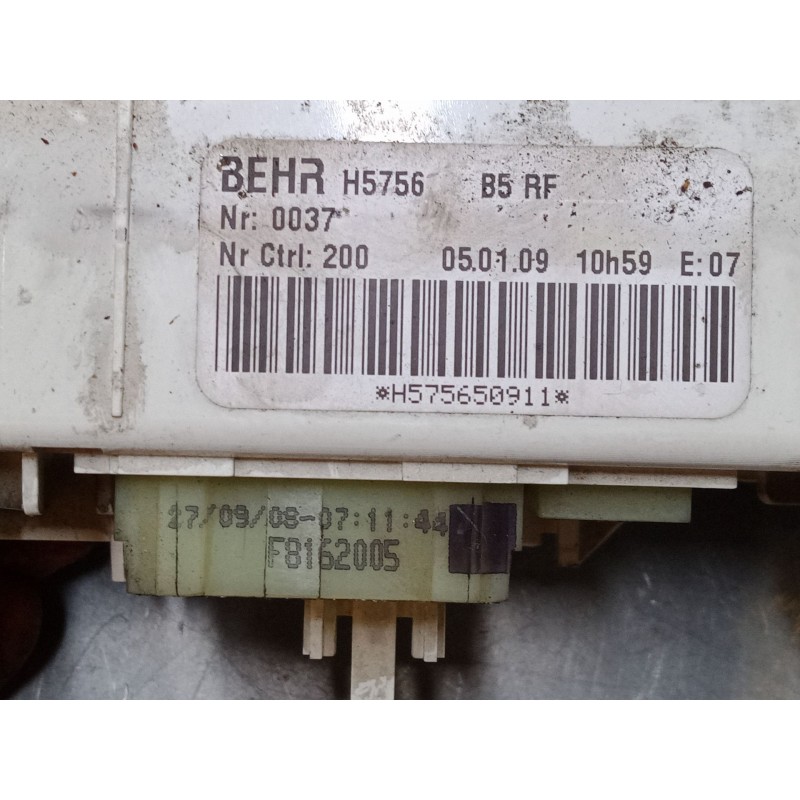 BEHR H5756 B5 RF
Nr: 0037
Nr Ctrl: 200 05.01.09 10h59 E: 07
*H575650911*
27/09/08-07:11:44
F8162005